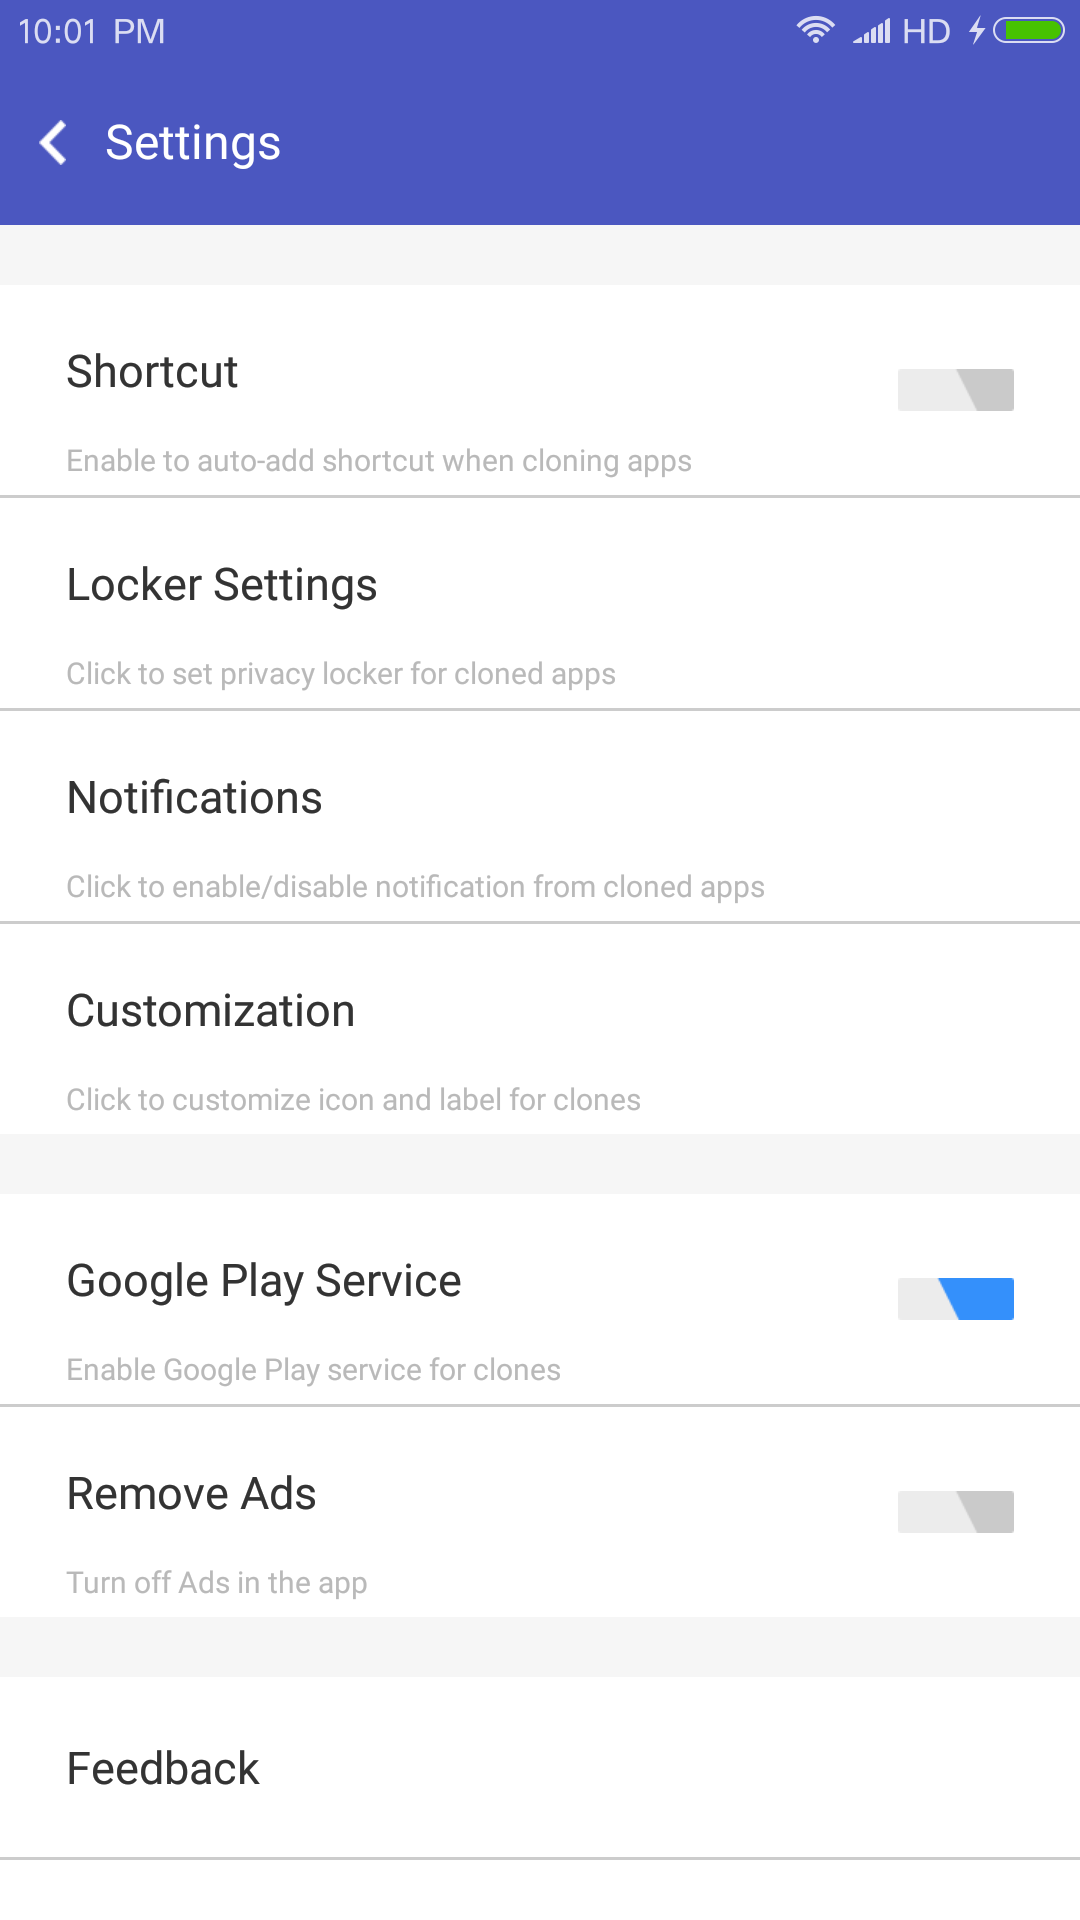 10:01 PM HD
Settings
Shortcut
Enable to auto-add shortcut when cloning apps
Locker Settings
Click to set privacy locker for cloned apps
Notifications
Click to enable/disable notification from cloned apps
Customization
Click to customize icon and label for clones
Google Play Service
Enable Google Play service for clones
Remove Ads
Turn off Ads in the app
Feedback